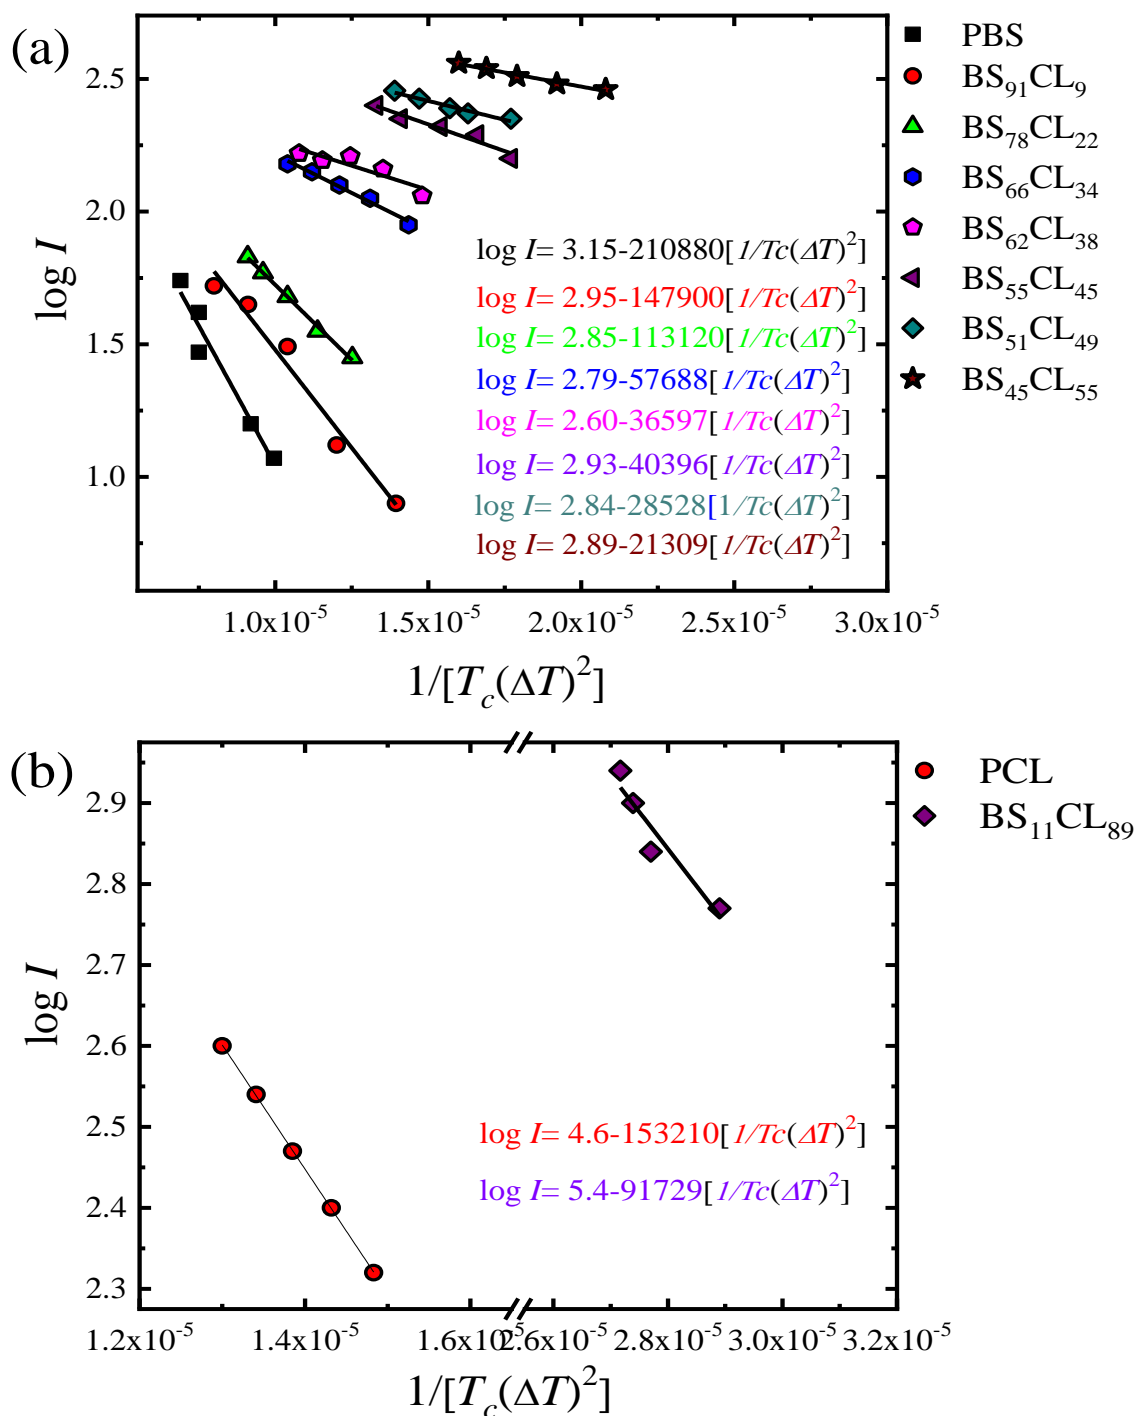 (a)
PBS
BS₉₁CL₉
BS₇₈CL₂₂
BS₆₆CL₃₄
BS₆₂CL₃₈
BS₅₅CL₄₅
BS₅₁CL₄₉
BS₄₅CL₅₅
2.5
2.0
1.5
1.0
log I
log I= 3.15-210880[1/Tc(ΔT)²]
log I= 2.95-147900[1/Tc(ΔT)²]
log I= 2.85-113120[1/Tc(ΔT)²]
log I= 2.79-57688[1/Tc(ΔT)²]
log I= 2.60-36597[1/Tc(ΔT)²]
log I= 2.93-40396[1/Tc(ΔT)²]
log I= 2.84-28528[1/Tc(ΔT)²]
log I= 2.89-21309[1/Tc(ΔT)²]
1.0x10⁻⁵ 1.5x10⁻⁵ 2.0x10⁻⁵ 2.5x10⁻⁵ 3.0x10⁻⁵
1/[T_c(ΔT)²]
(b)
PCL
BS₁₁CL₈₉
2.9
2.8
2.7
2.6
2.5
2.4
2.3
log I
log I= 4.6-153210[1/Tc(ΔT)²]
log I= 5.4-91729[1/Tc(ΔT)²]
1.2x10⁻⁵ 1.4x10⁻⁵ 1.6x10⁻⁵ 2.6x10⁻⁵ 2.8x10⁻⁵ 3.0x10⁻⁵ 3.2x10⁻⁵
1/[T_c(ΔT)²]